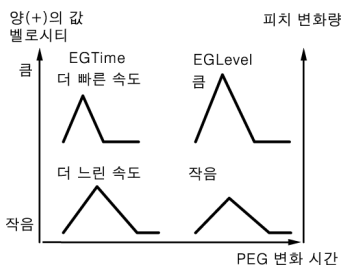 양(+)의 값
벨로시티
피치 변화량
큼
EGTime
더 빠른 속도
EGLevel
큼
더 느린 속도
작음
작음
PEG 변화 시간